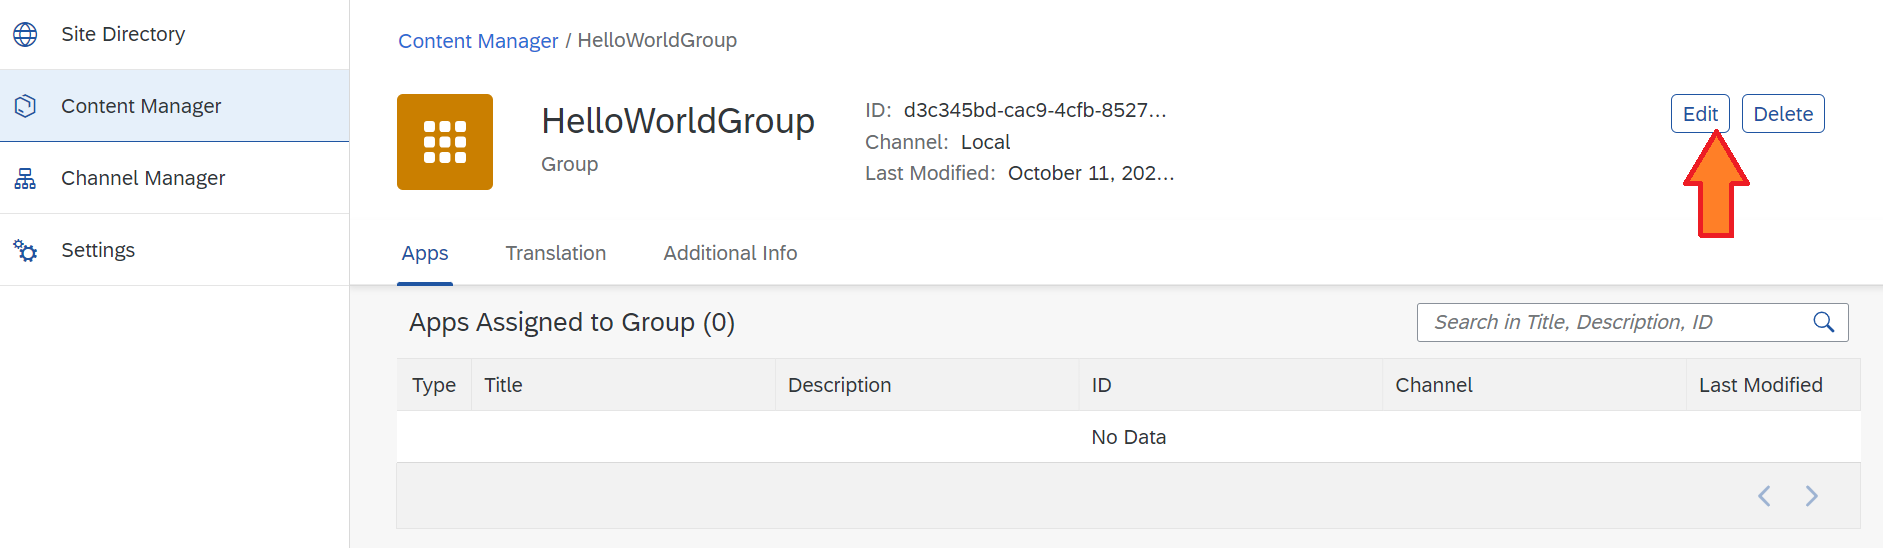 Site Directory
Content Manager
Channel Manager
Settings
Content Manager / HelloWorldGroup
HelloWorldGroup
Group
ID: d3c345bd-cac9-4cfb-8527...
Channel: Local
Last Modified: October 11, 202...
Edit Delete
Apps Translation Additional Info
Apps Assigned to Group (0)
Search in Title, Description, ID
Type Title Description ID Channel Last Modified
No Data